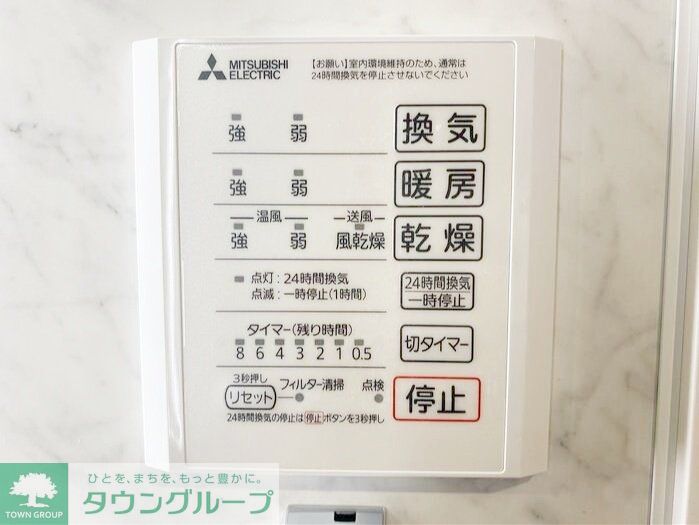 MITSUBISHI
ELECTRIC
【お願い】室内環境維持のため、通常は
24時間換気を停止させないでください
強 弱 換気
強 弱 暖房
温風 送風
強 弱 風乾燥 乾燥
点灯:24時間換気
点滅:一時停止(1時間)
24時間換気
一時停止
タイマー(残り時間)
8 6 4 3 2 1 0.5
切タイマー
3秒押し
リセット フィルター清掃 点検
停止
24時間換気の停止は停止ボタンを3秒押し
ひとを、まちを、もっと豊かに。
タウングループ
TOWN GROUP